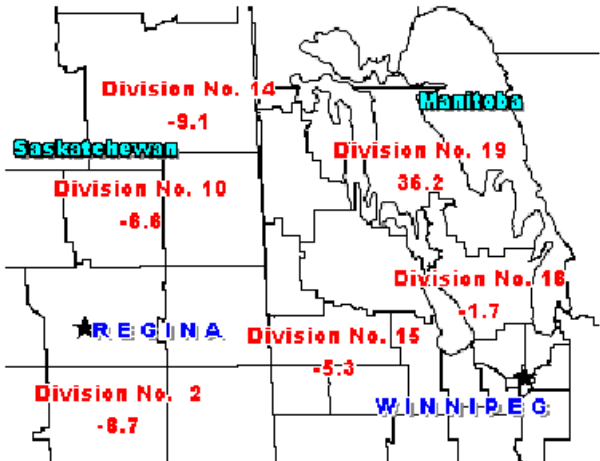 Division No. 14
-9.1
Manitoba
Saskatchewan
Division No. 19
36.2
Division No. 10
-6.6
Division No. 18
-1.7
REGINA
Division No. 15
-5.3
Division No. 2
-8.7
WINNIPEG